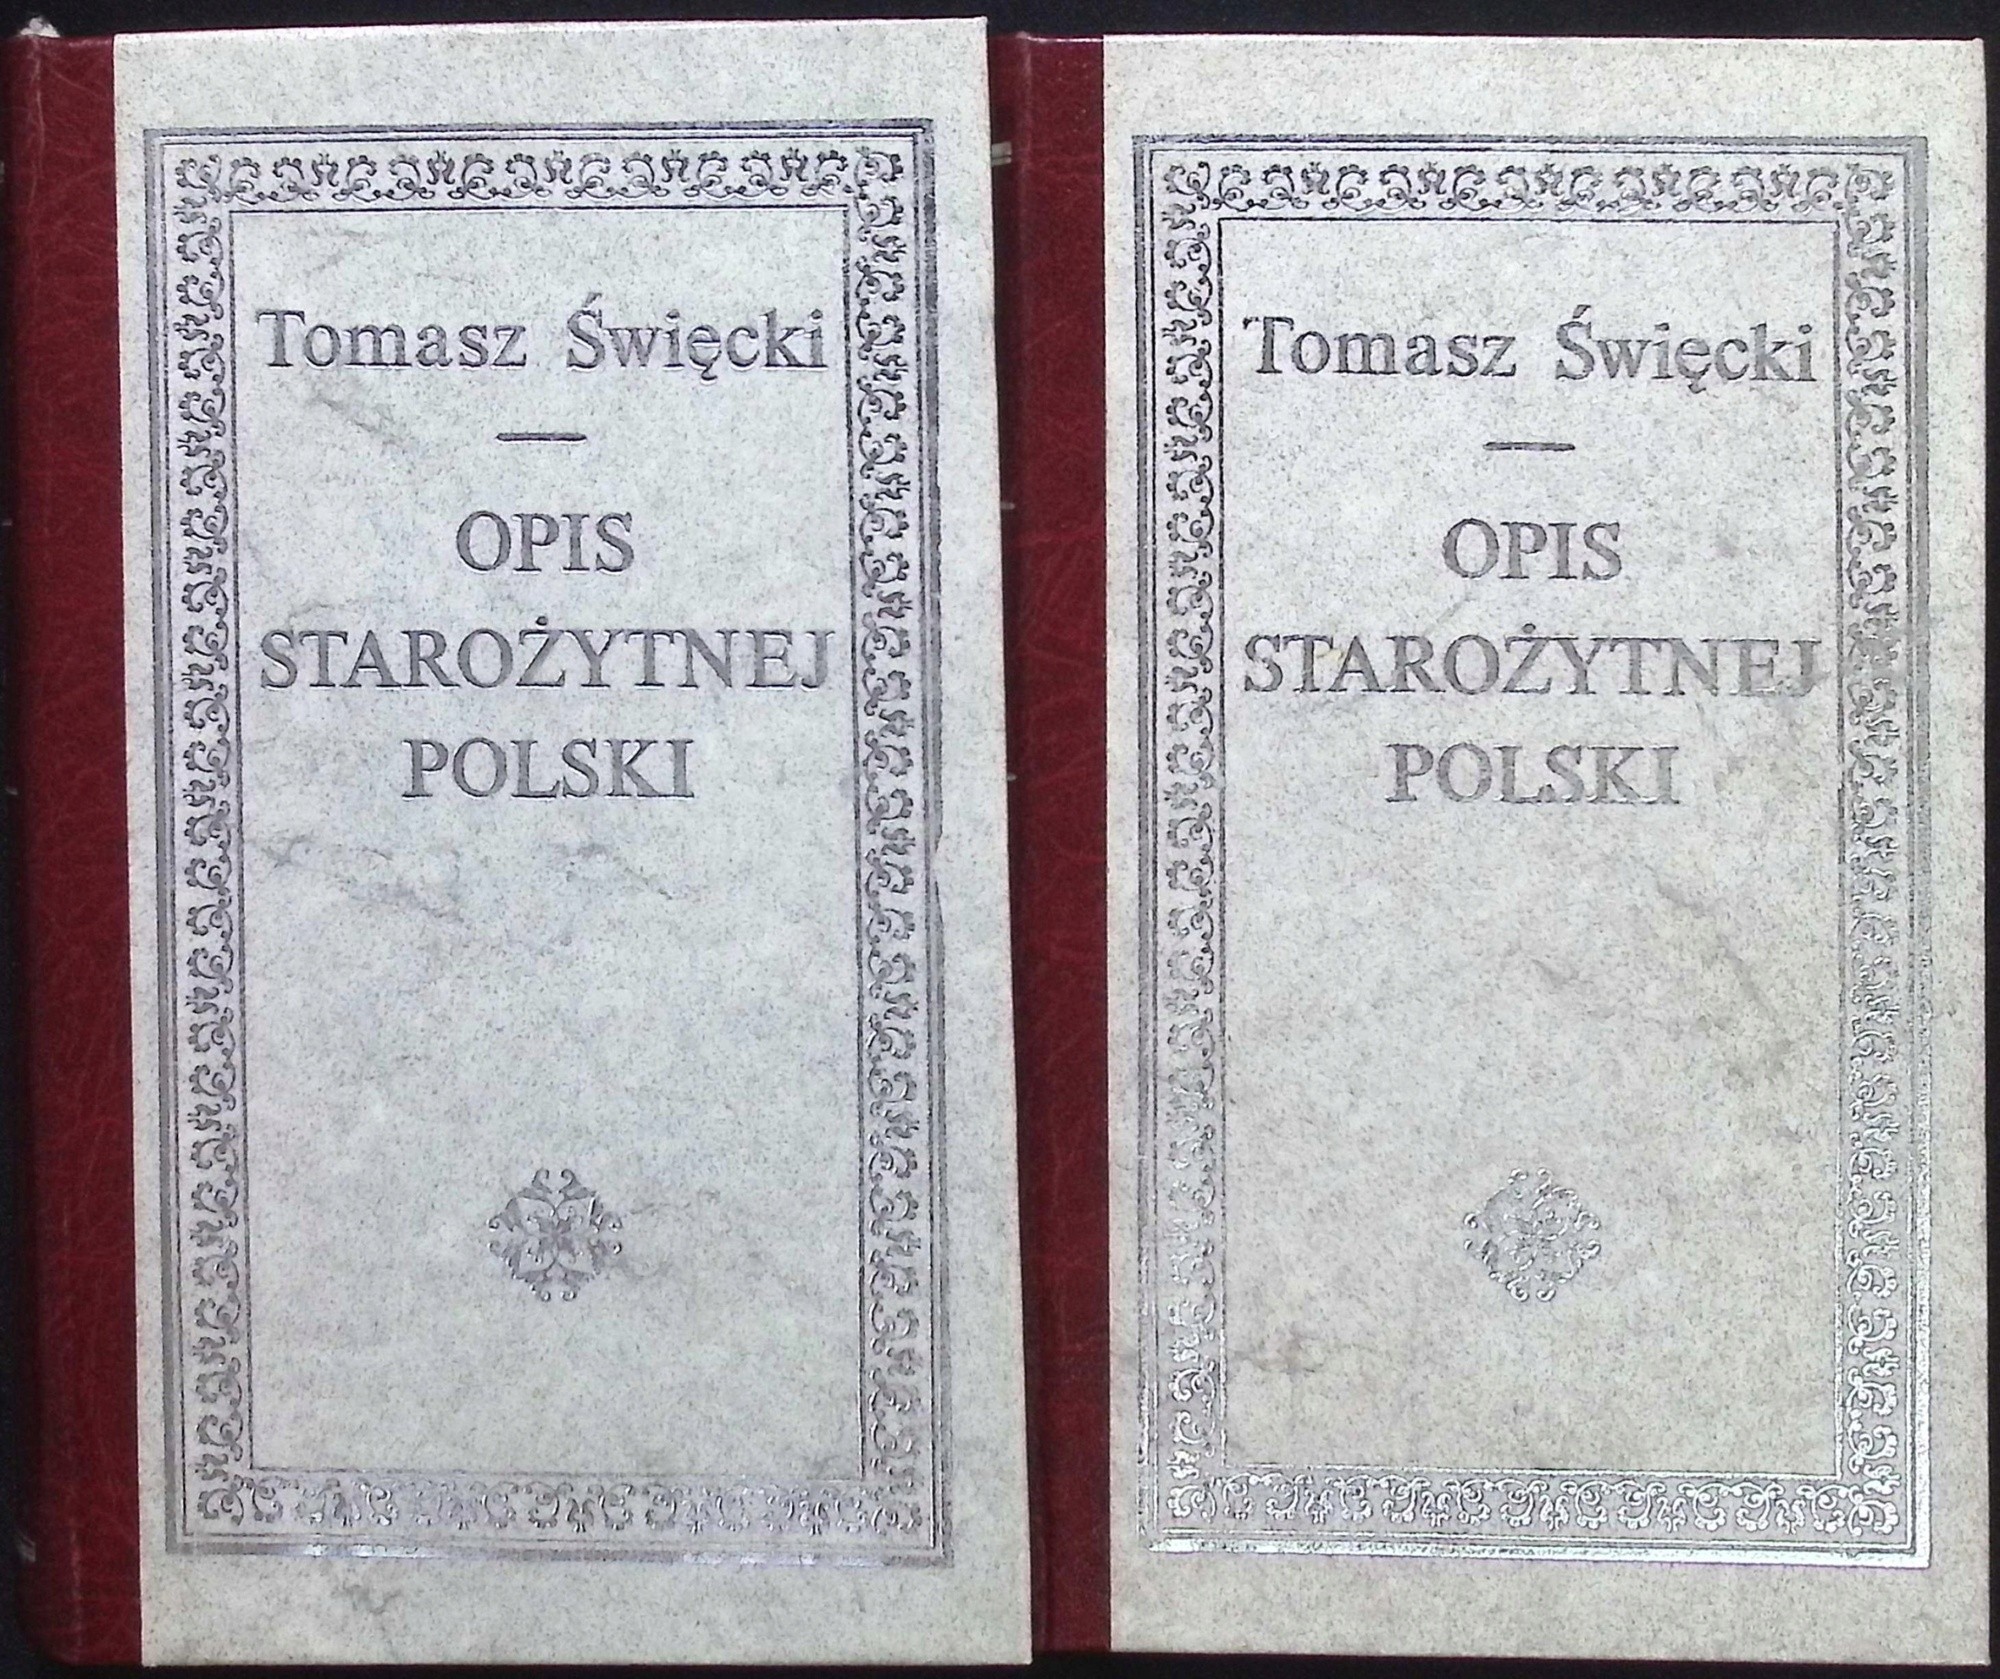 Tomasz Święcki
OPIS
STAROŻYTNEJ
POLSKI
Tomasz Święcki
OPIS
STAROŻYTNEJ
POLSKI